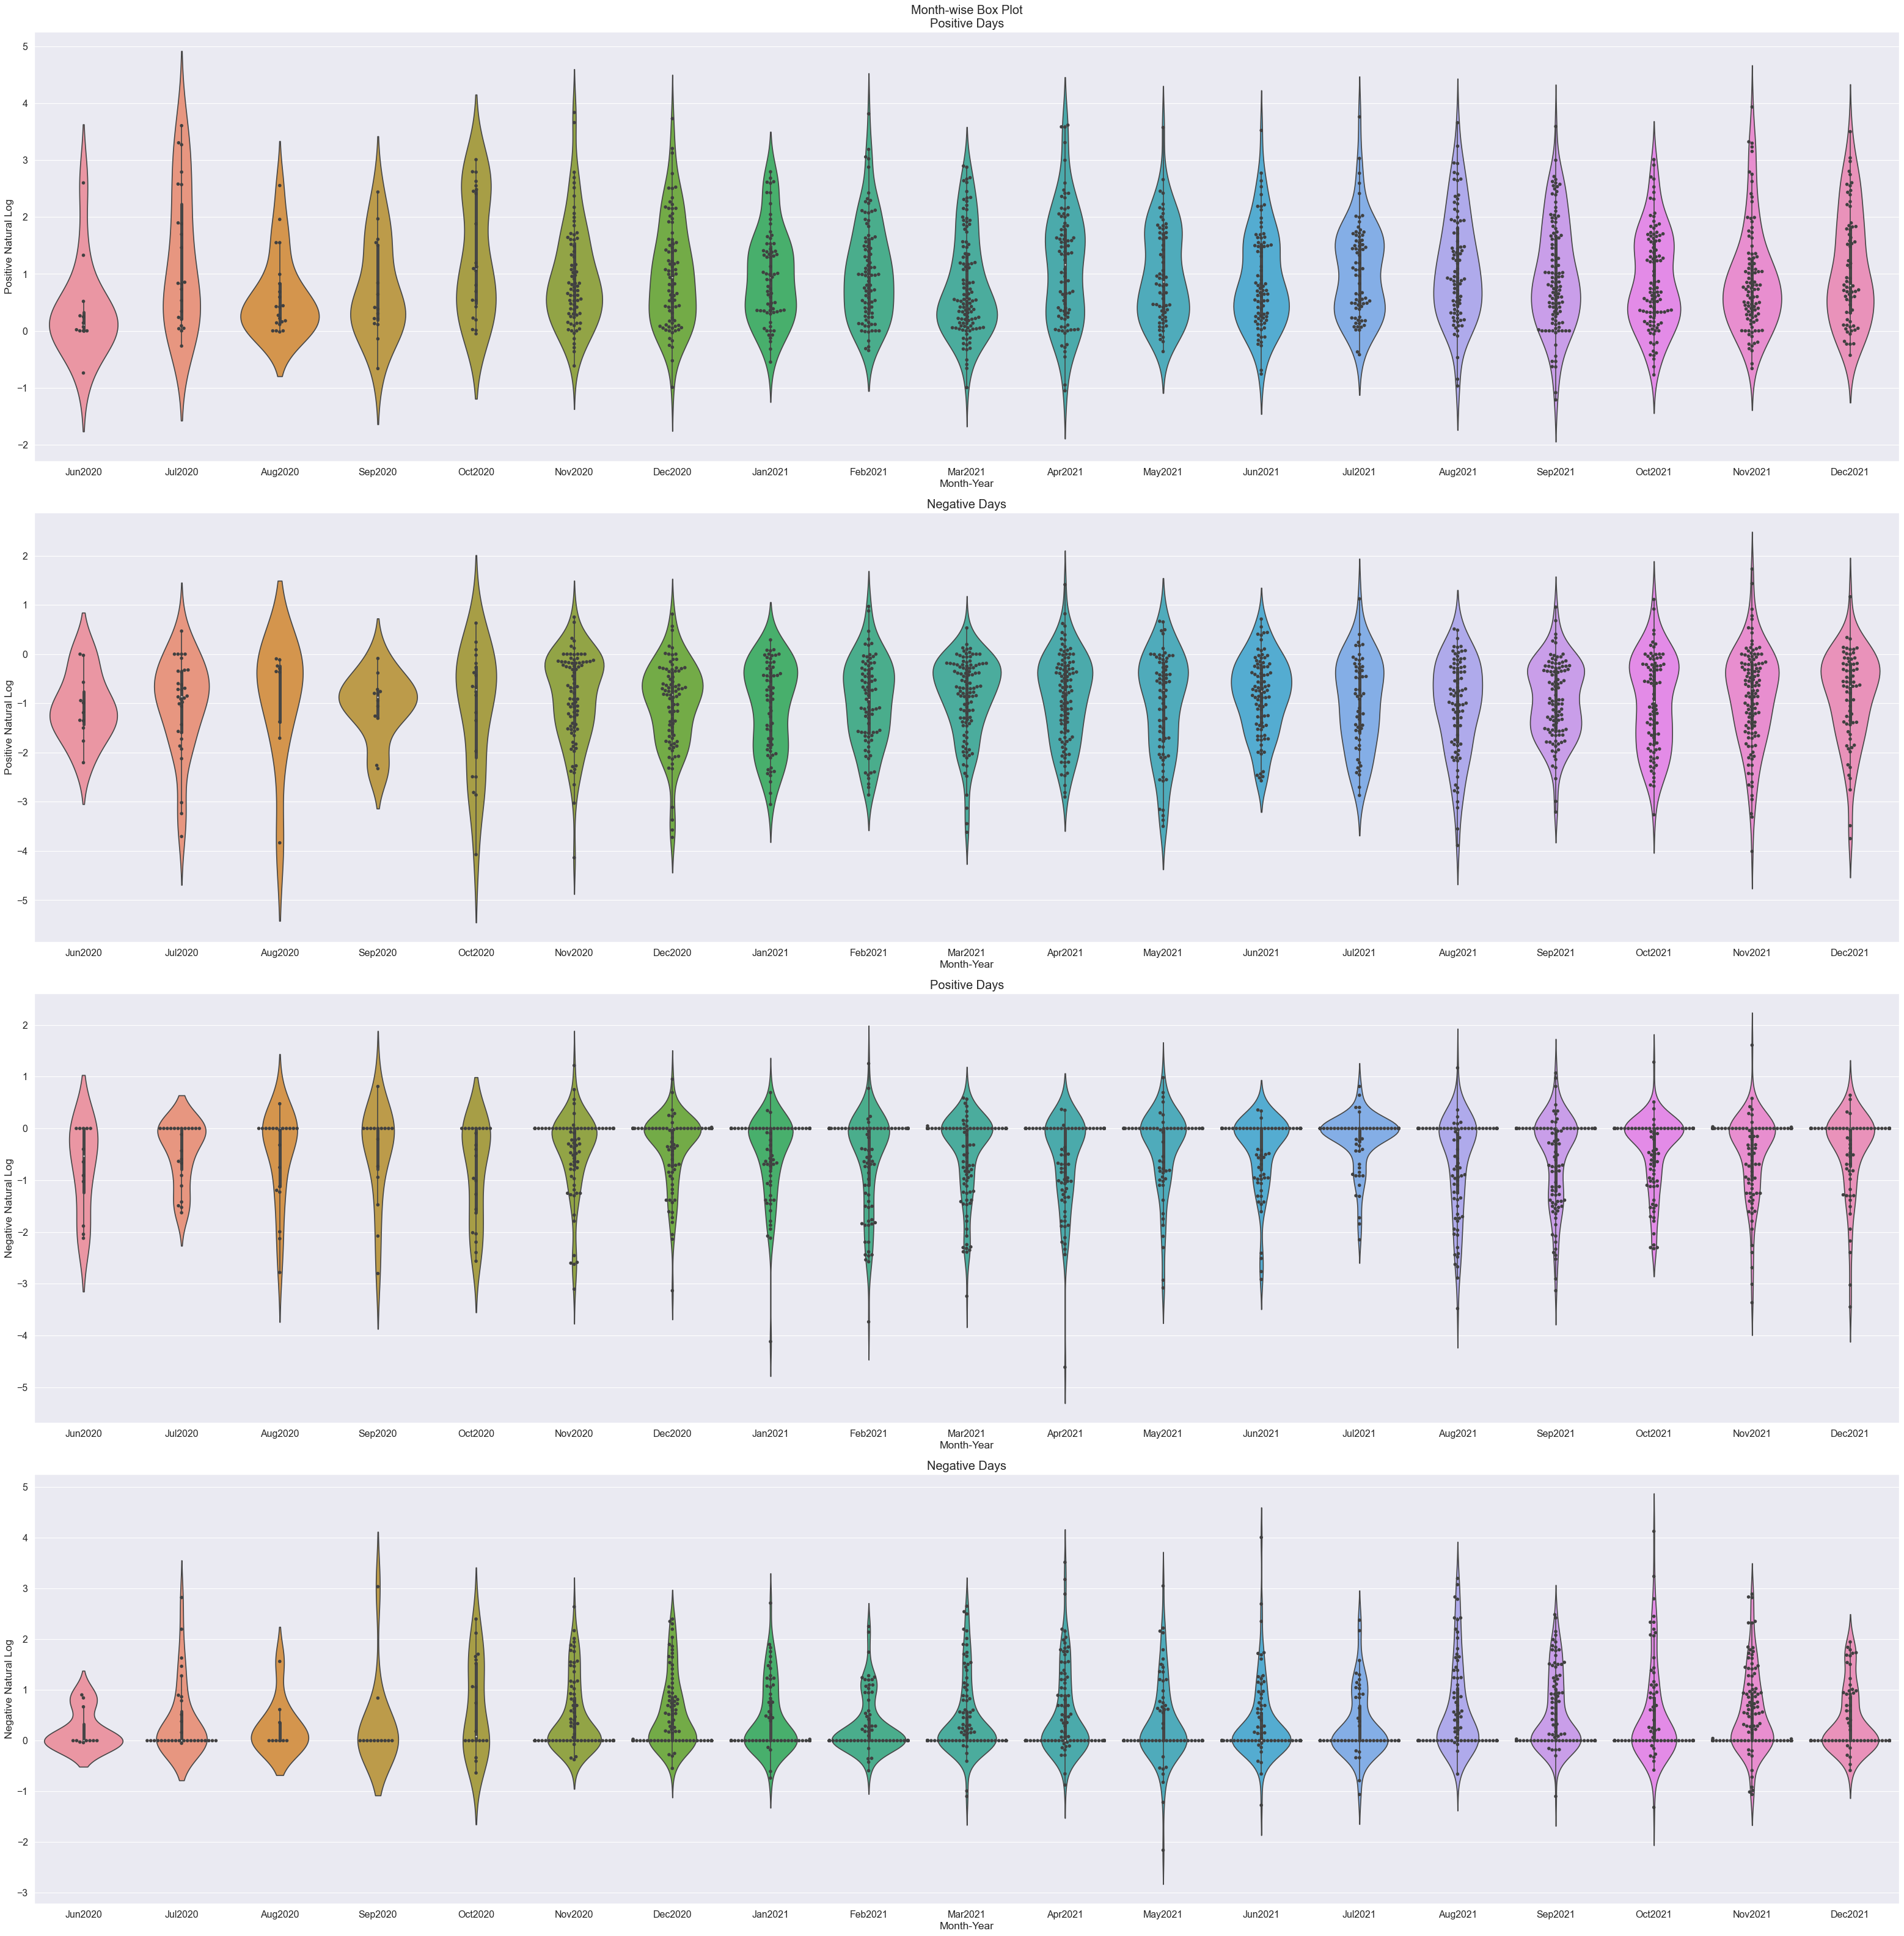 Month-wise Box Plot
Positive Days
5
4
3
2
1
0
−1
−2
Positive Natural Log
Jun2020 Jul2020 Aug2020 Sep2020 Oct2020 Nov2020 Dec2020 Jan2021 Feb2021 Mar2021 Apr2021 May2021 Jun2021 Jul2021 Aug2021 Sep2021 Oct2021 Nov2021 Dec2021
Month-Year
Negative Days
2
1
0
−1
−2
−3
−4
−5
Positive Natural Log
Jun2020 Jul2020 Aug2020 Sep2020 Oct2020 Nov2020 Dec2020 Jan2021 Feb2021 Mar2021 Apr2021 May2021 Jun2021 Jul2021 Aug2021 Sep2021 Oct2021 Nov2021 Dec2021
Month-Year
Positive Days
2
1
0
−1
−2
−3
−4
−5
Negative Natural Log
Jun2020 Jul2020 Aug2020 Sep2020 Oct2020 Nov2020 Dec2020 Jan2021 Feb2021 Mar2021 Apr2021 May2021 Jun2021 Jul2021 Aug2021 Sep2021 Oct2021 Nov2021 Dec2021
Month-Year
Negative Days
5
4
3
2
1
0
−1
−2
−3
Negative Natural Log
Jun2020 Jul2020 Aug2020 Sep2020 Oct2020 Nov2020 Dec2020 Jan2021 Feb2021 Mar2021 Apr2021 May2021 Jun2021 Jul2021 Aug2021 Sep2021 Oct2021 Nov2021 Dec2021
Month-Year